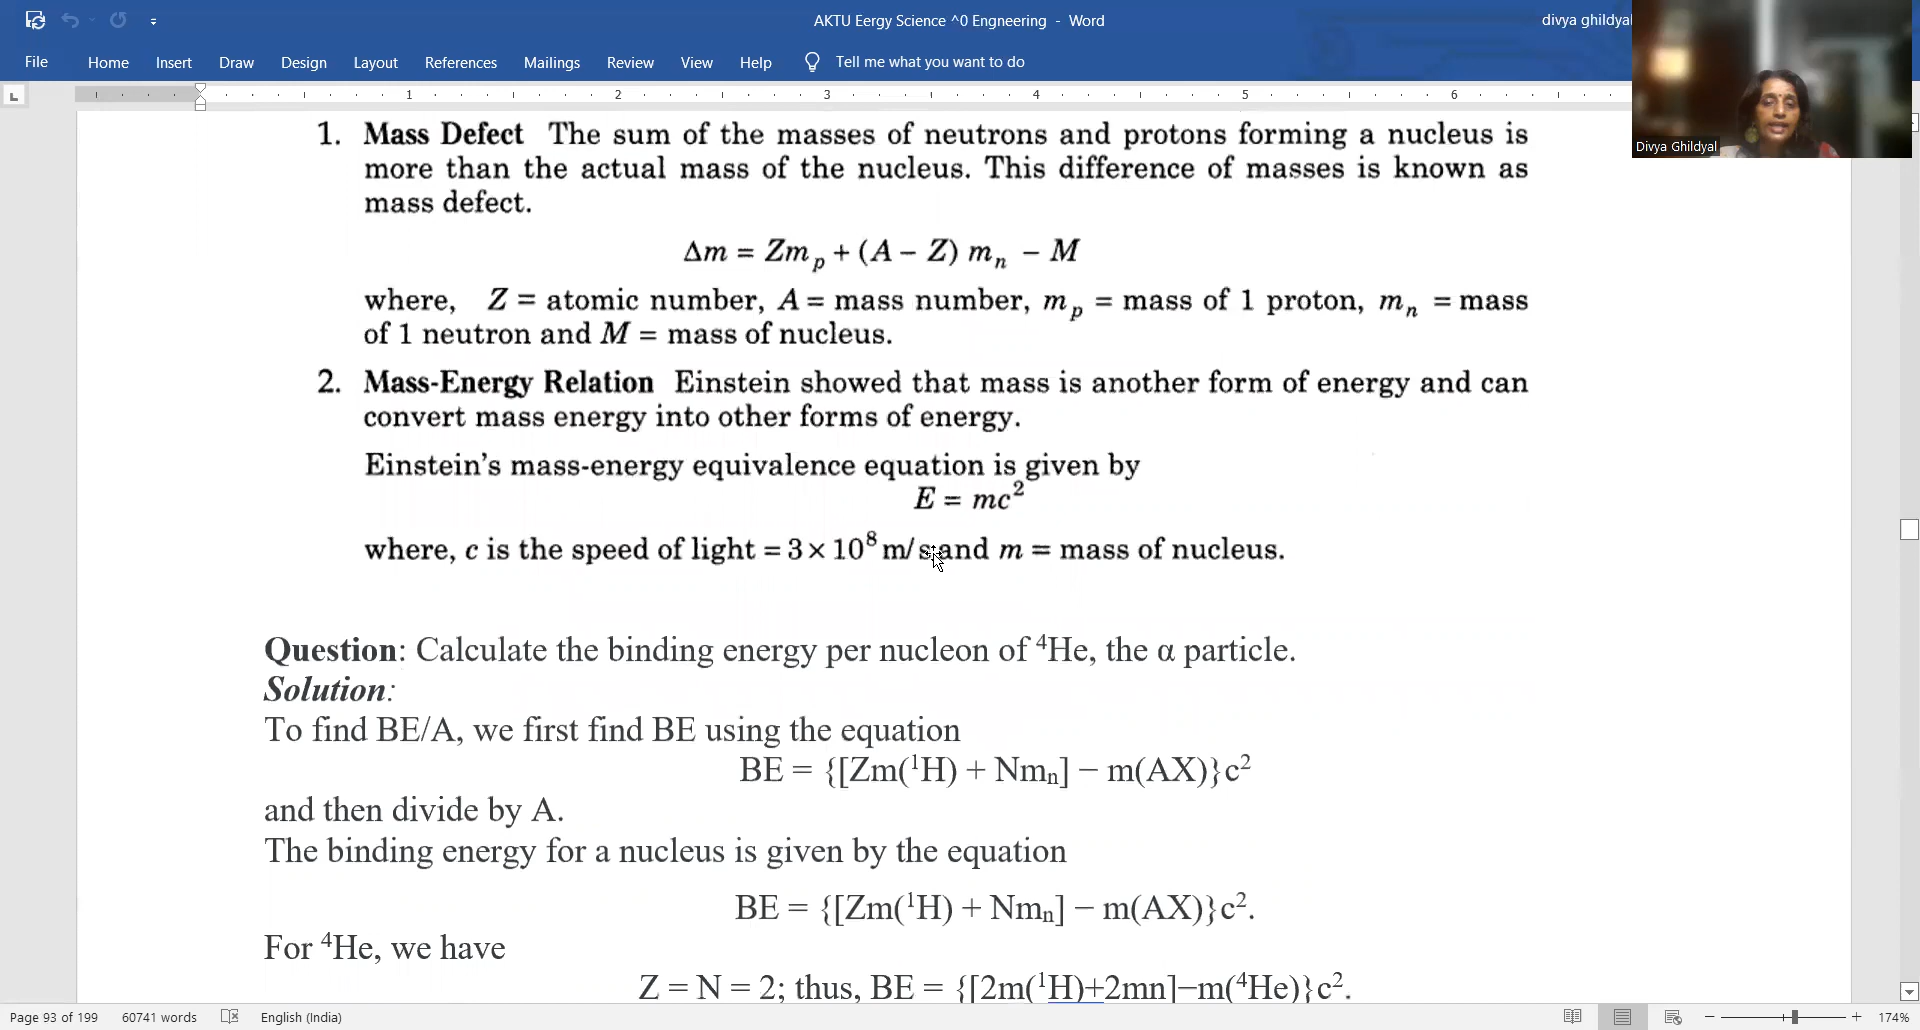 AKTU Eergy Science ^0 Engneering - Word
divya ghildyal
File Home Insert Draw Design Layout References Mailings Review View Help Tell me what you want to do
Divya Ghildyal
1 2 3 4 5 6
1. Mass Defect The sum of the masses of neutrons and protons forming a nucleus is
more than the actual mass of the nucleus. This difference of masses is known as
mass defect.
Δm = Zmₚ + (A – Z) mₙ – M
where, Z = atomic number, A = mass number, mₚ = mass of 1 proton, mₙ = mass
of 1 neutron and M = mass of nucleus.
2. Mass-Energy Relation Einstein showed that mass is another form of energy and can
convert mass energy into other forms of energy.
Einstein's mass-energy equivalence equation is given by
E = mc²
where, c is the speed of light = 3 × 10⁸ m/s and m = mass of nucleus.
Question: Calculate the binding energy per nucleon of ⁴He, the α particle.
Solution:
To find BE/A, we first find BE using the equation
BE = {[Zm(¹H) + Nmₙ] − m(AX)}c²
and then divide by A.
The binding energy for a nucleus is given by the equation
BE = {[Zm(¹H) + Nmₙ] − m(AX)}c².
For ⁴He, we have
Z = N = 2; thus, BE = {[2m(¹H)+2mn]−m(⁴He)}c².
Page 93 of 199 60741 words English (India) 174%